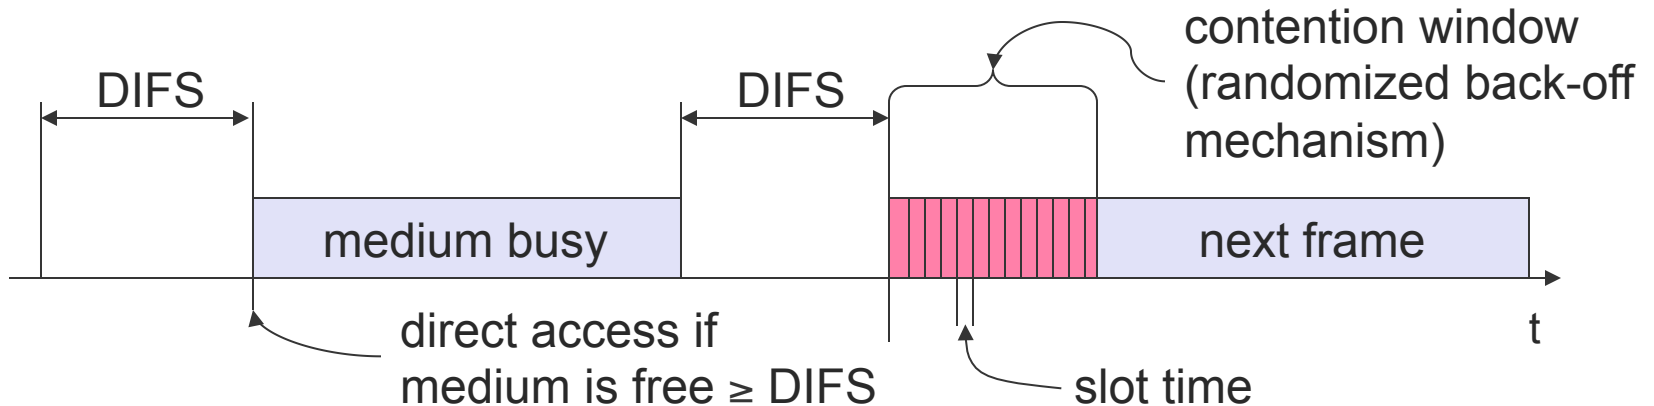 contention window
(randomized back-off
mechanism)
DIFS
DIFS
medium busy
next frame
direct access if
medium is free ≥ DIFS
slot time
t